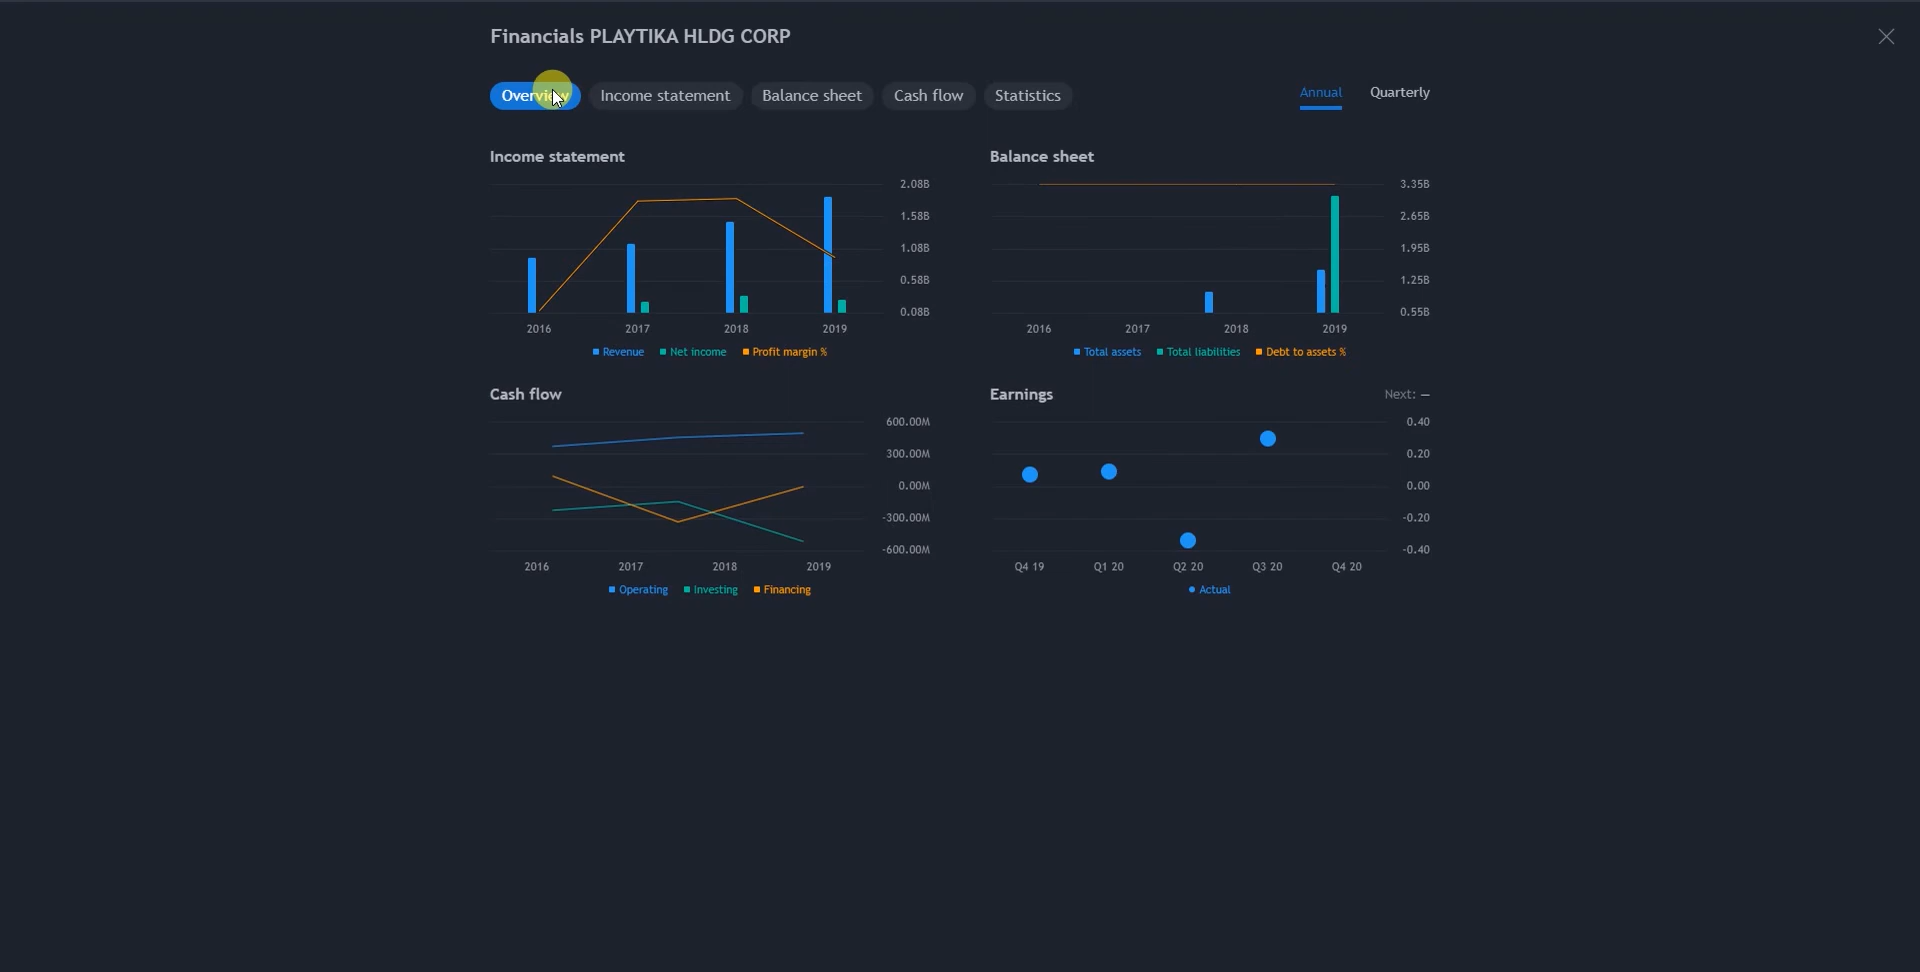 Financials PLAYTIKA HLDG CORP
Overview Income statement Balance sheet Cash flow Statistics Annual Quarterly
Income statement
2.08B
1.58B
1.08B
0.58B
0.08B
2016 2017 2018 2019
Revenue Net income Profit margin %
Balance sheet
3.35B
2.65B
1.95B
1.25B
0.55B
2016 2017 2018 2019
Total assets Total liabilities Debt to assets %
Cash flow
600.00M
300.00M
0.00M
-300.00M
-600.00M
2016 2017 2018 2019
Operating Investing Financing
Earnings Next: —
0.40
0.20
0.00
-0.20
-0.40
Q4 19 Q1 20 Q2 20 Q3 20 Q4 20
Actual